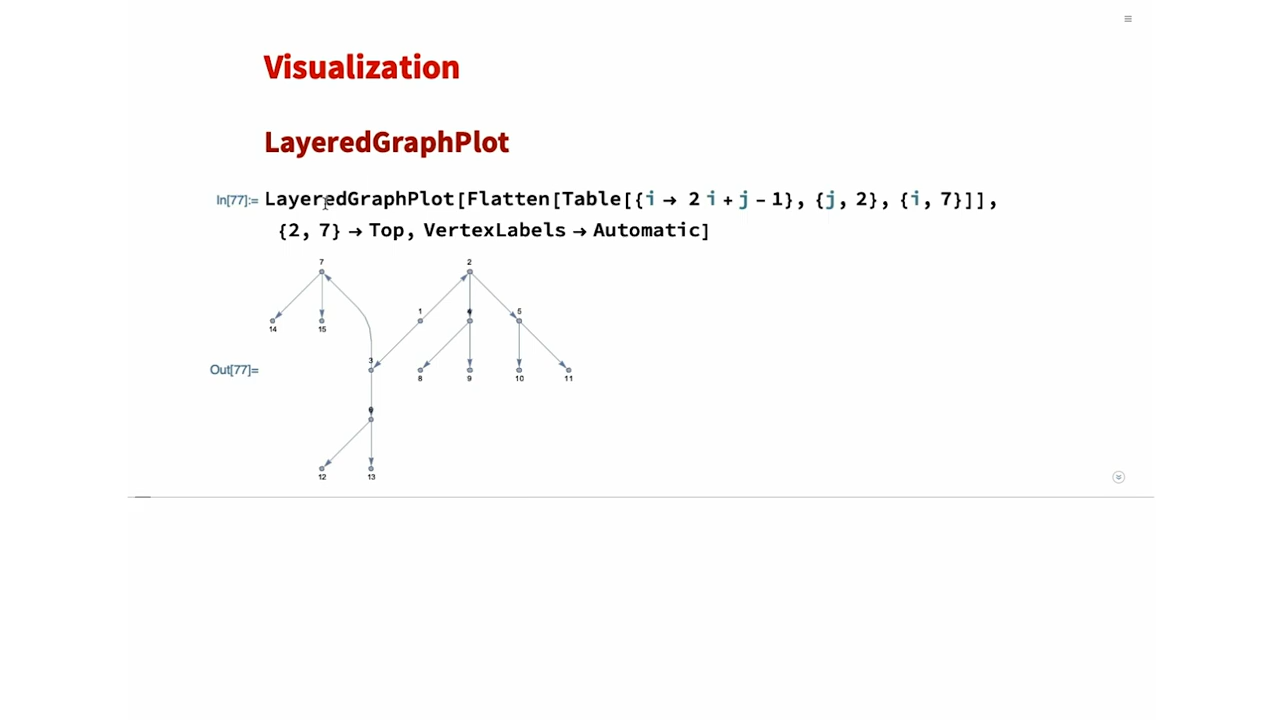 Visualization
LayeredGraphPlot
In[77]:= LayeredGraphPlot[Flatten[Table[{i → 2 i + j - 1}, {j, 2}, {i, 7}]],
{2, 7} → Top, VertexLabels → Automatic]
7 2
1 5
14 15
3
Out[77]=
8 9 10 11
12 13